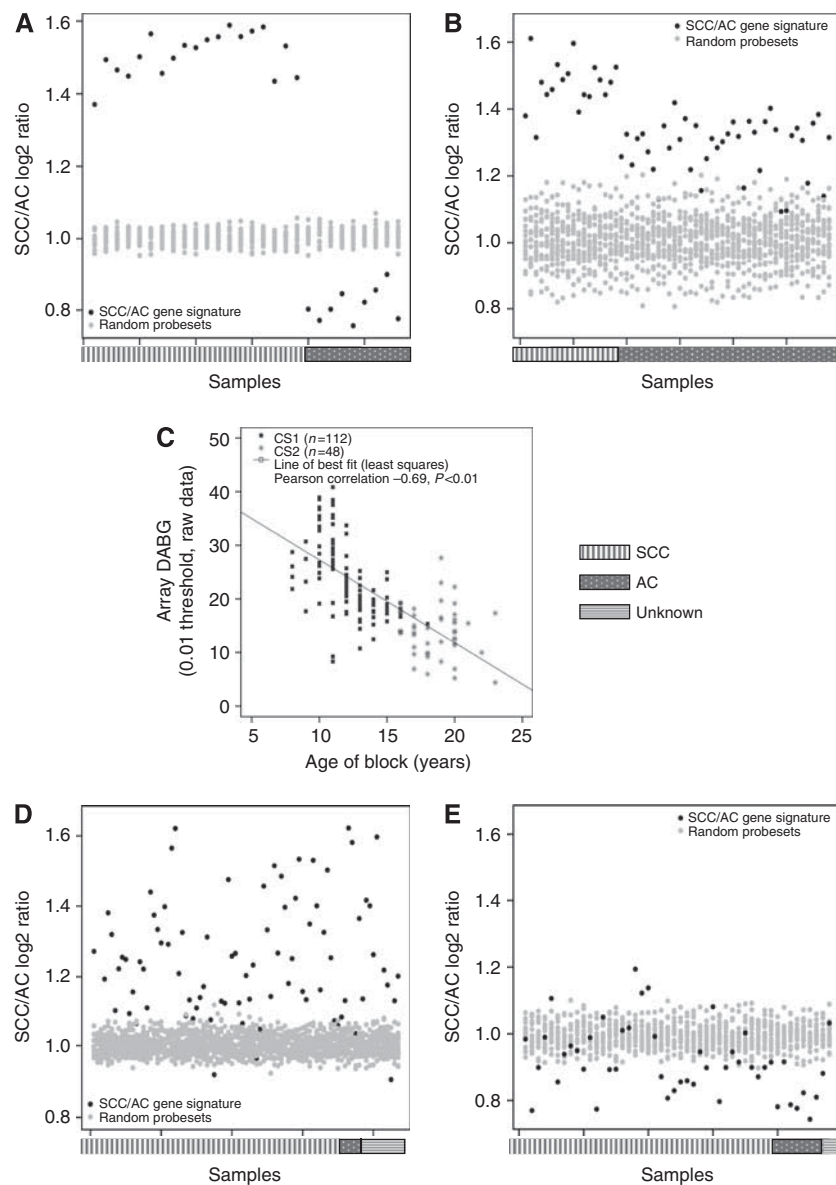 A
SCC/AC log2 ratio
1.6
1.4
1.2
1.0
0.8
SCC/AC gene signature
Random probesets
Samples
B
SCC/AC log2 ratio
1.6
1.4
1.2
1.0
0.8
SCC/AC gene signature
Random probesets
Samples
C
Array DABG
(0.01 threshold, raw data)
50
40
30
20
10
0
CS1 (n=112)
CS2 (n=48)
Line of best fit (least squares)
Pearson correlation –0.69, P<0.01
5 10 15 20 25
Age of block (years)
SCC
AC
Unknown
D
SCC/AC log2 ratio
1.6
1.4
1.2
1.0
0.8
SCC/AC gene signature
Random probesets
Samples
E
SCC/AC log2 ratio
1.6
1.4
1.2
1.0
0.8
SCC/AC gene signature
Random probesets
Samples